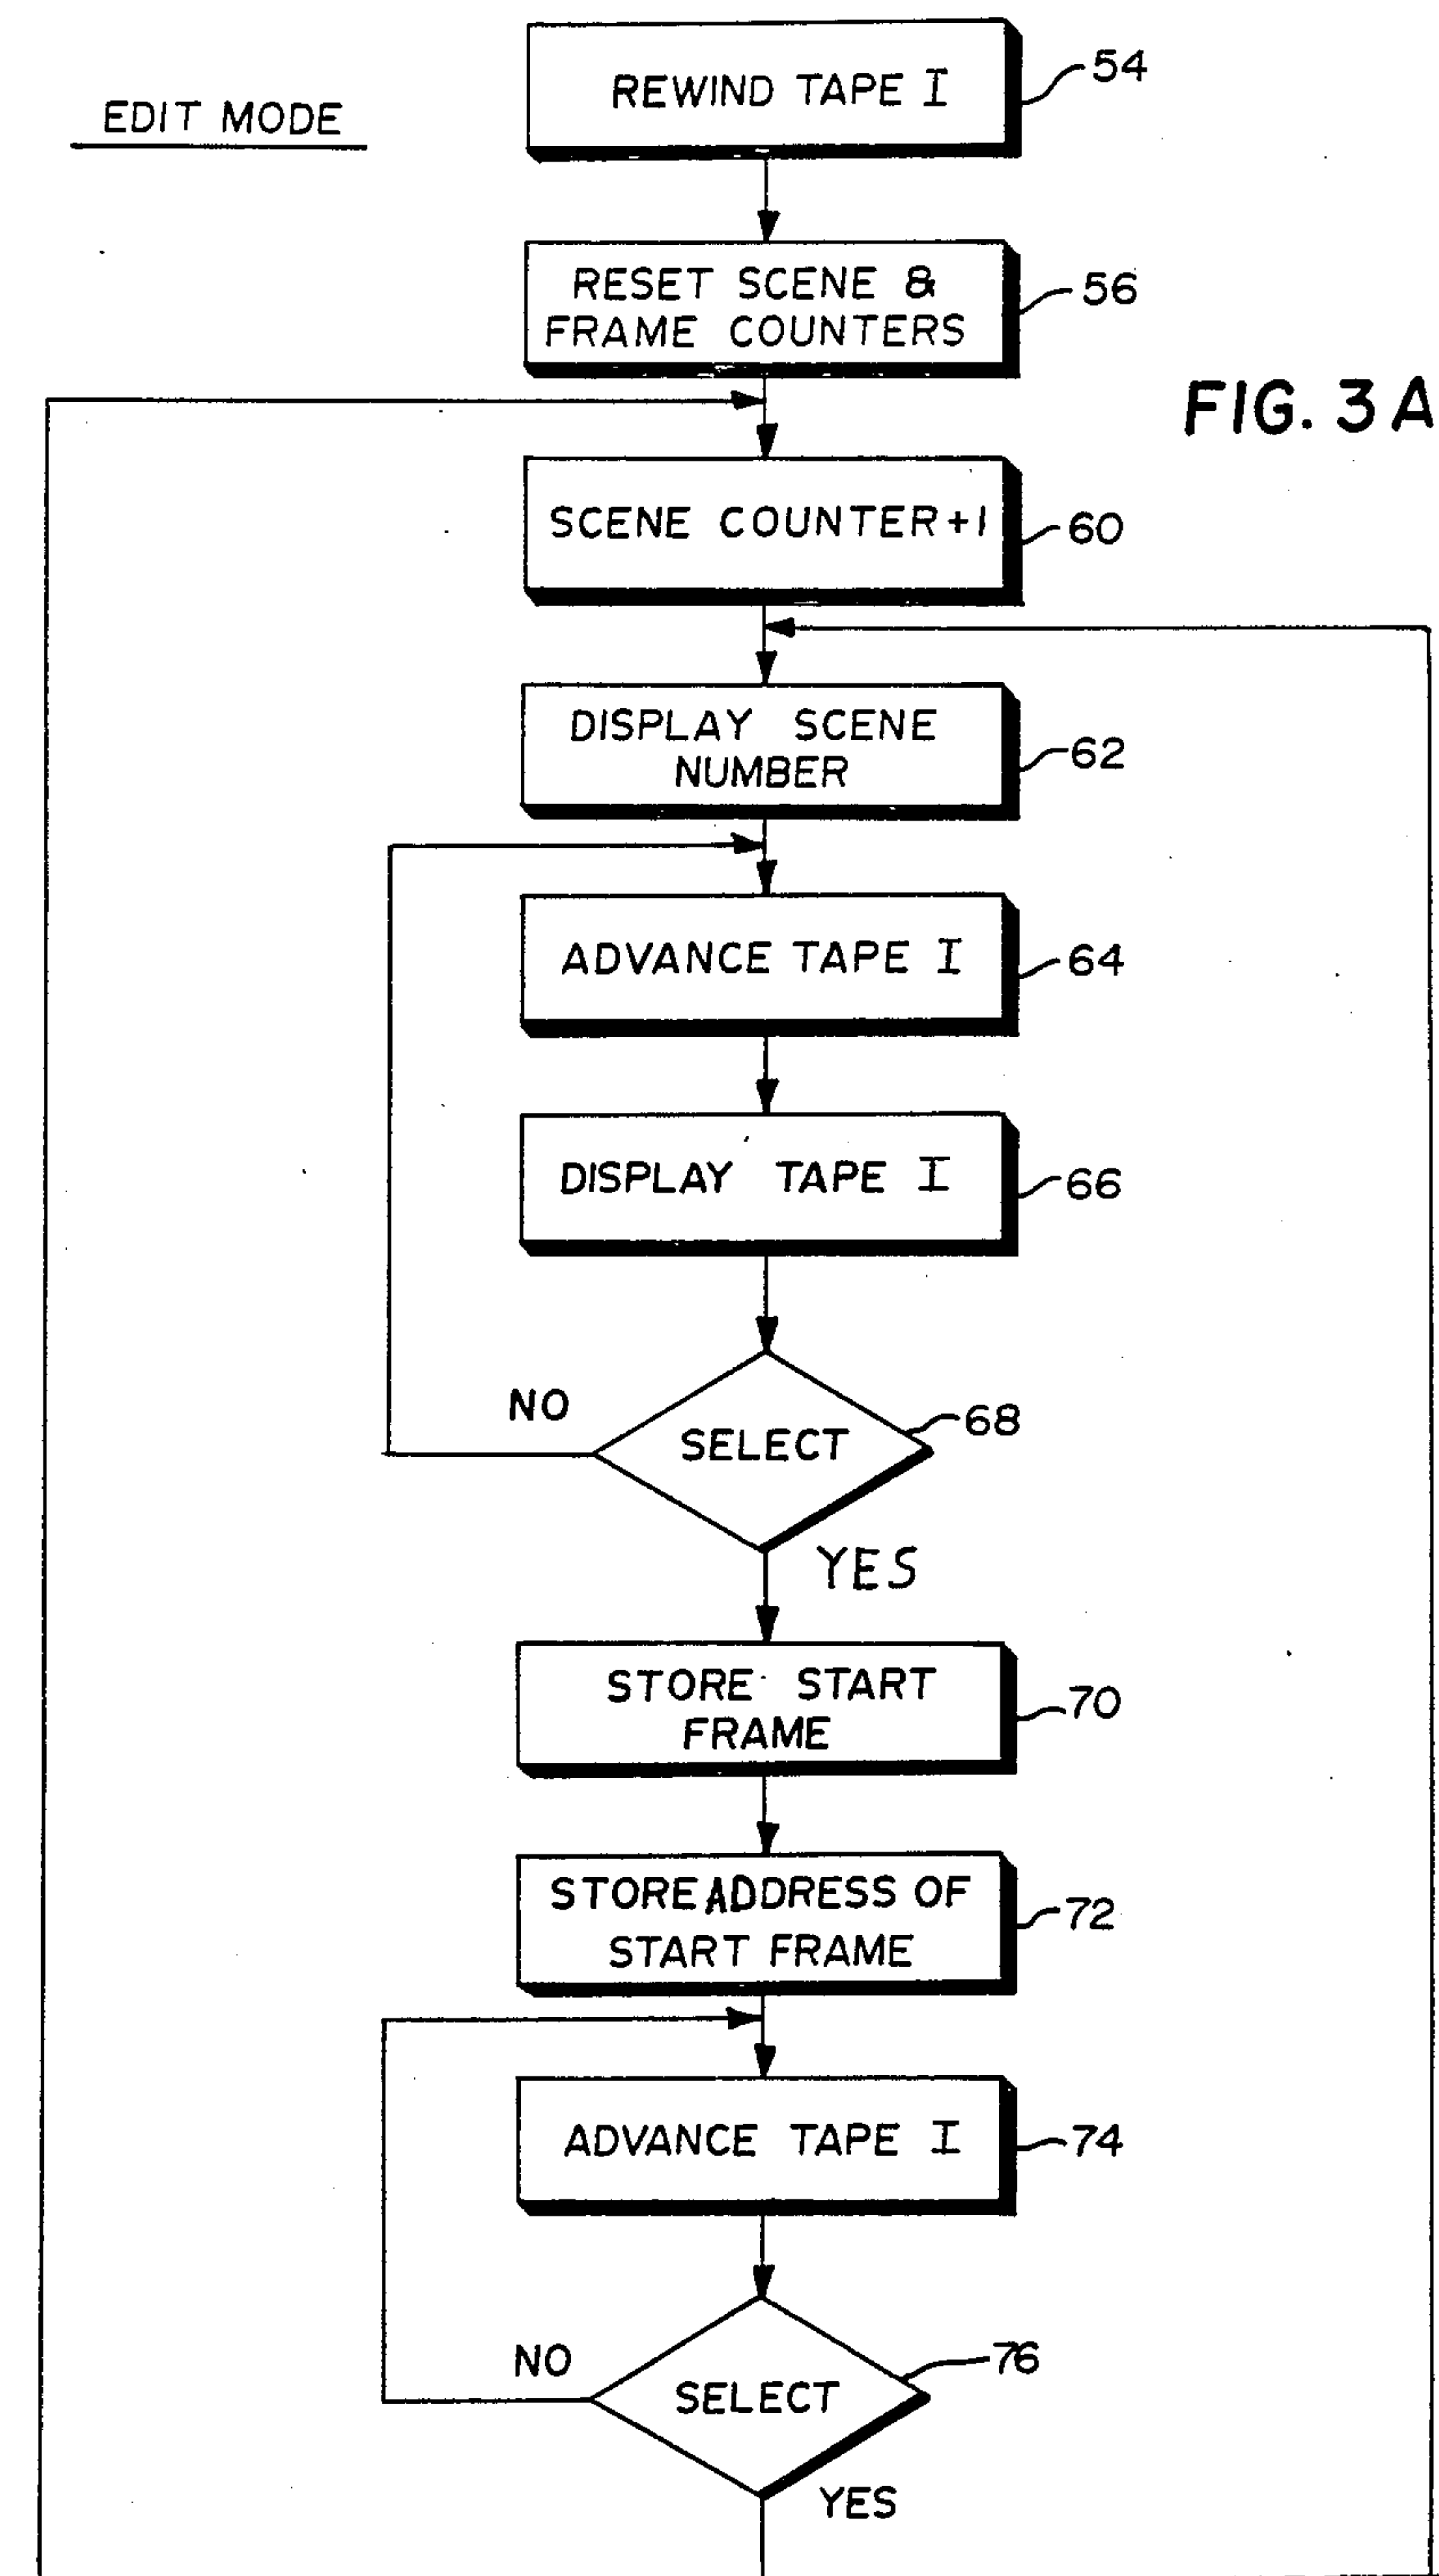 EDIT MODE
REWIND TAPE I
54
RESET SCENE &
FRAME COUNTERS
56
FIG. 3A
SCENE COUNTER+1
60
DISPLAY SCENE
NUMBER
62
ADVANCE TAPE I
64
DISPLAY TAPE I
66
NO
SELECT
68
YES
STORE START
FRAME
70
STORE ADDRESS OF
START FRAME
72
ADVANCE TAPE I
74
NO
SELECT
76
YES